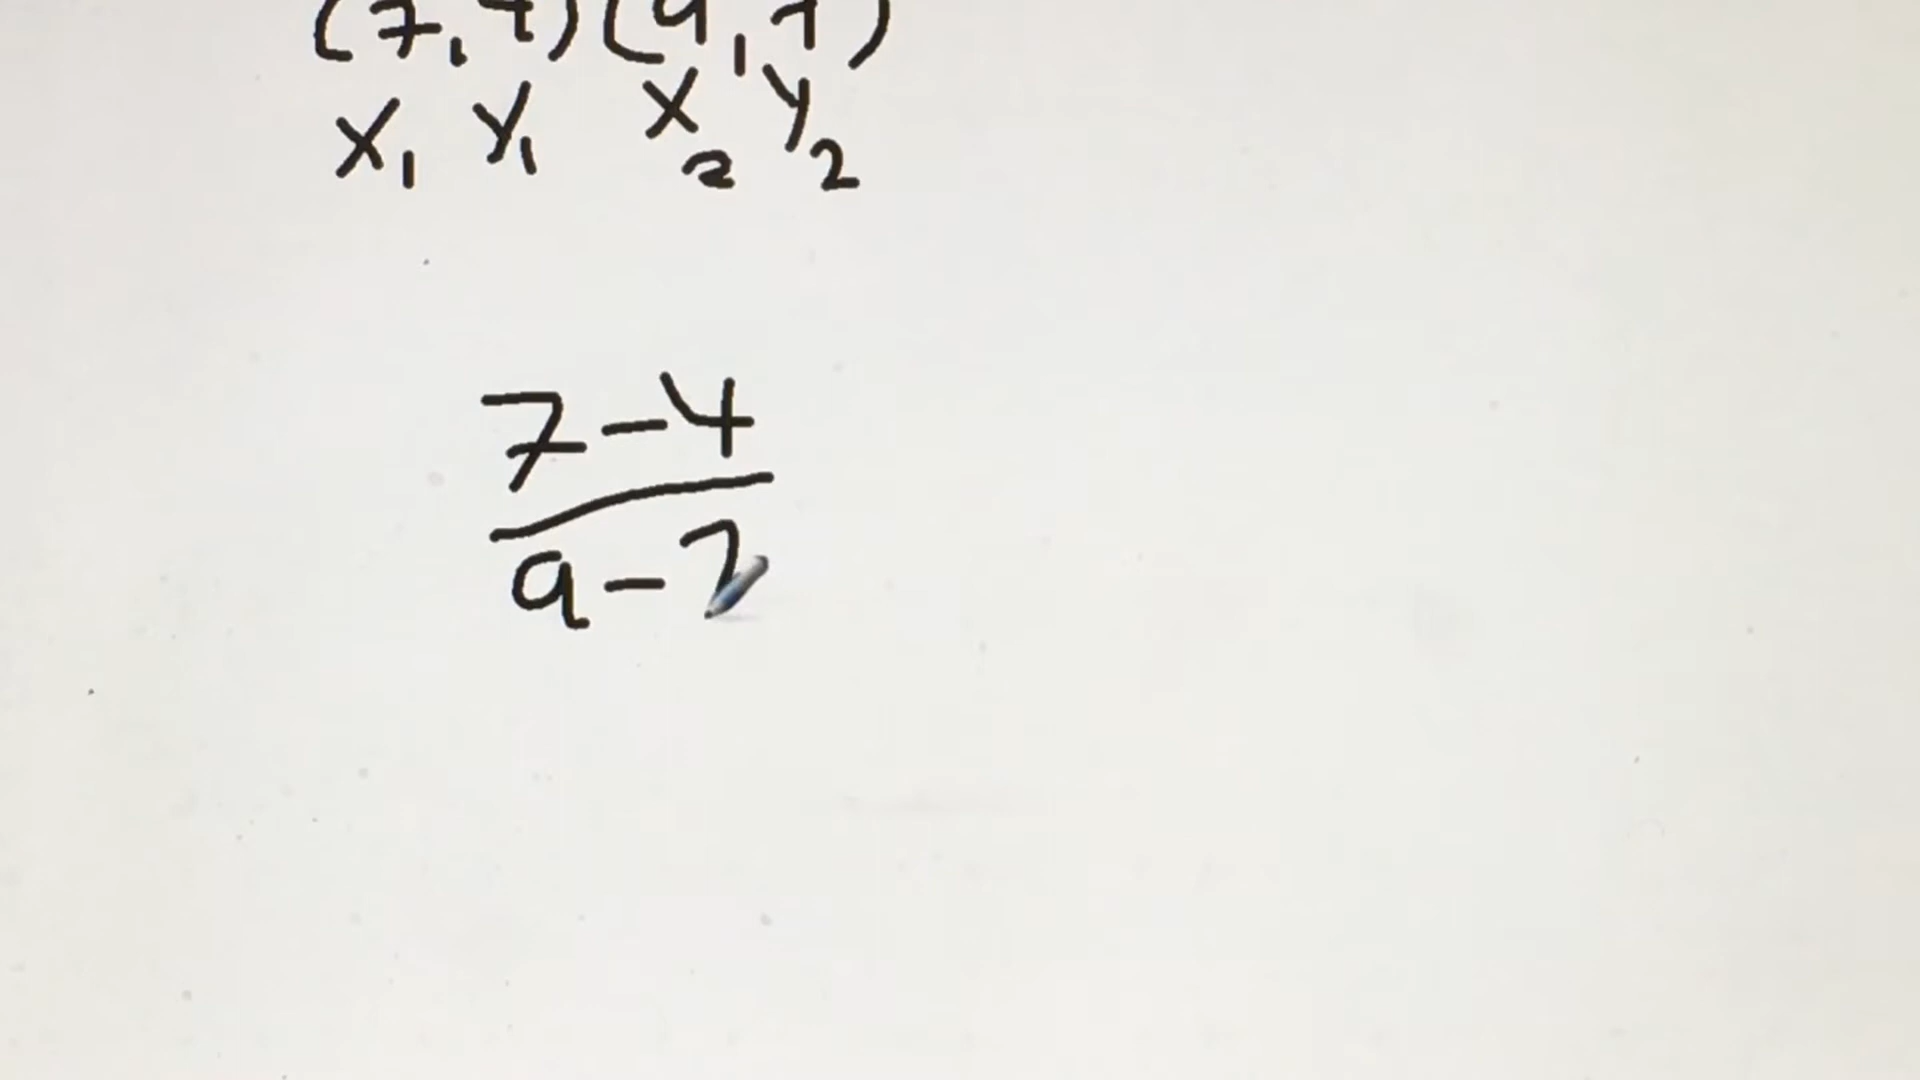 (7, 4) (9, 7)
x₁ y₁ x₂ y₂
7-4
9-7